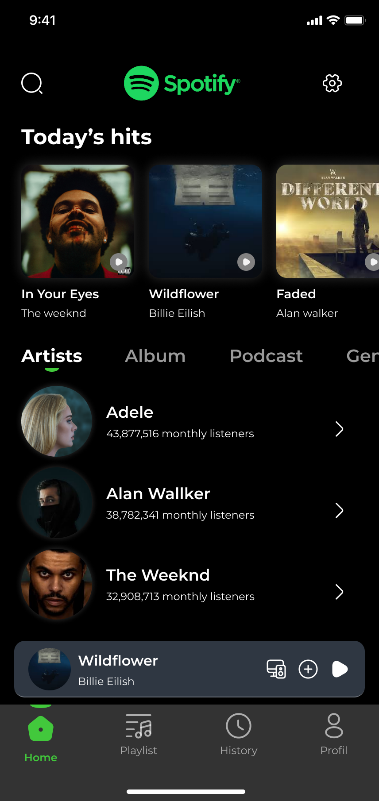 9:41
Spotify
Today's hits
DIFFERENT
WORLD
In Your Eyes
The weeknd
Wildflower
Billie Eilish
Faded
Alan walker
Artists Album Podcast Gen
Adele
43,877,516 monthly listeners
Alan Wallker
38,782,341 monthly listeners
The Weeknd
32,908,713 monthly listeners
Wildflower
Billie Eilish
Home Playlist History Profil